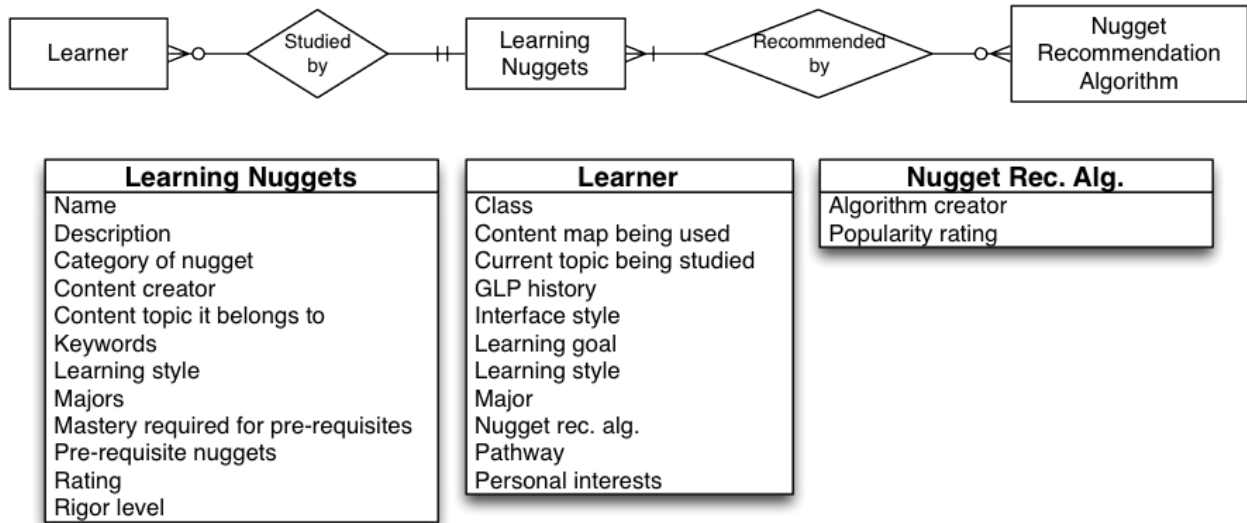 Learner
Studied
by
Learning
Nuggets
Recommended
by
Nugget
Recommendation
Algorithm
Learning Nuggets
Name
Description
Category of nugget
Content creator
Content topic it belongs to
Keywords
Learning style
Majors
Mastery required for pre-requisites
Pre-requisite nuggets
Rating
Rigor level
Learner
Class
Content map being used
Current topic being studied
GLP history
Interface style
Learning goal
Learning style
Major
Nugget rec. alg.
Pathway
Personal interests
Nugget Rec. Alg.
Algorithm creator
Popularity rating